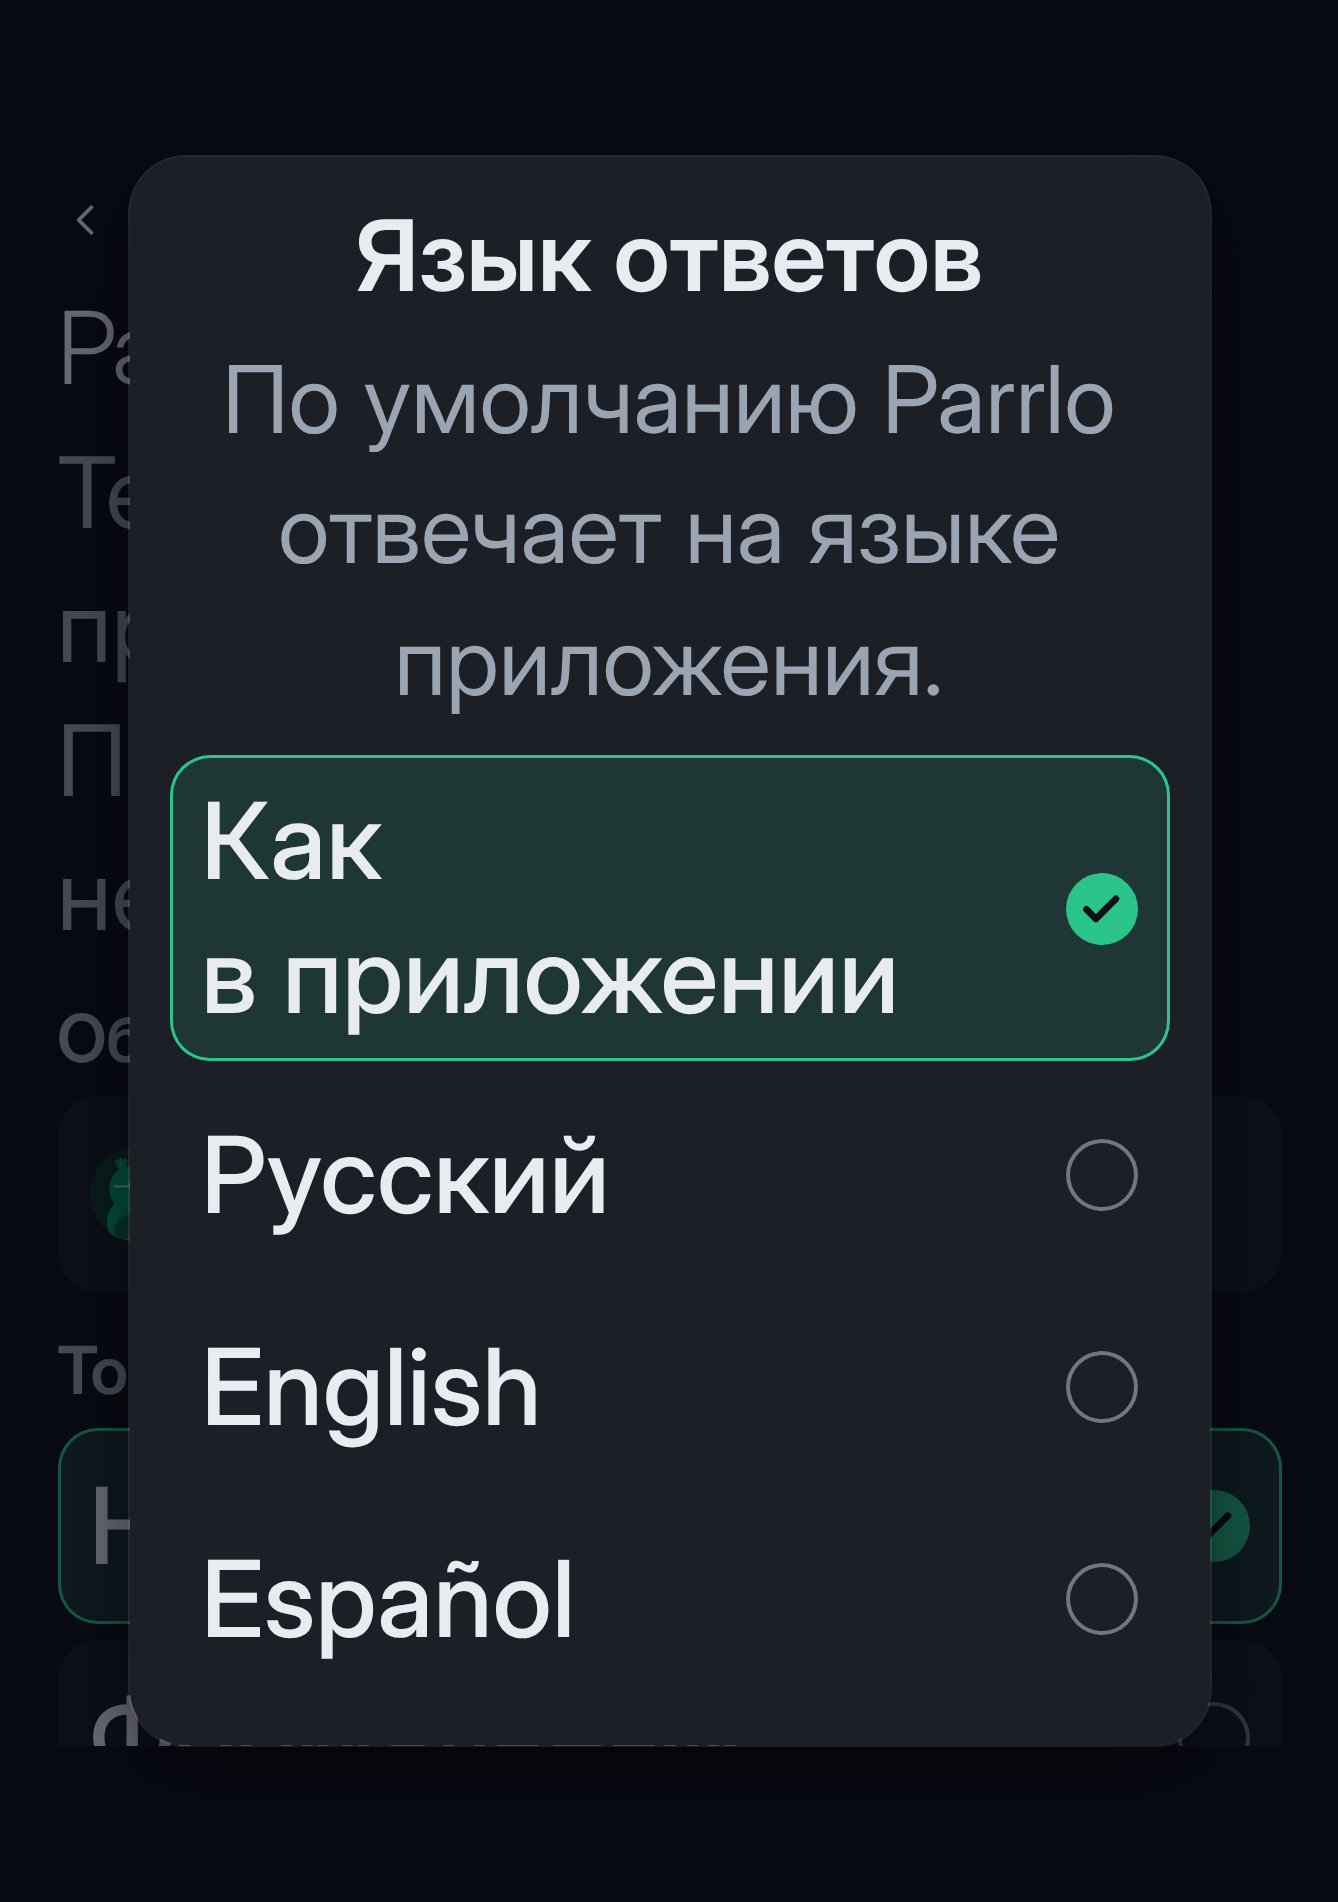 Язык ответов
По умолчанию Parrlo
отвечает на языке
приложения.
Как
в приложении
Русский
English
Español